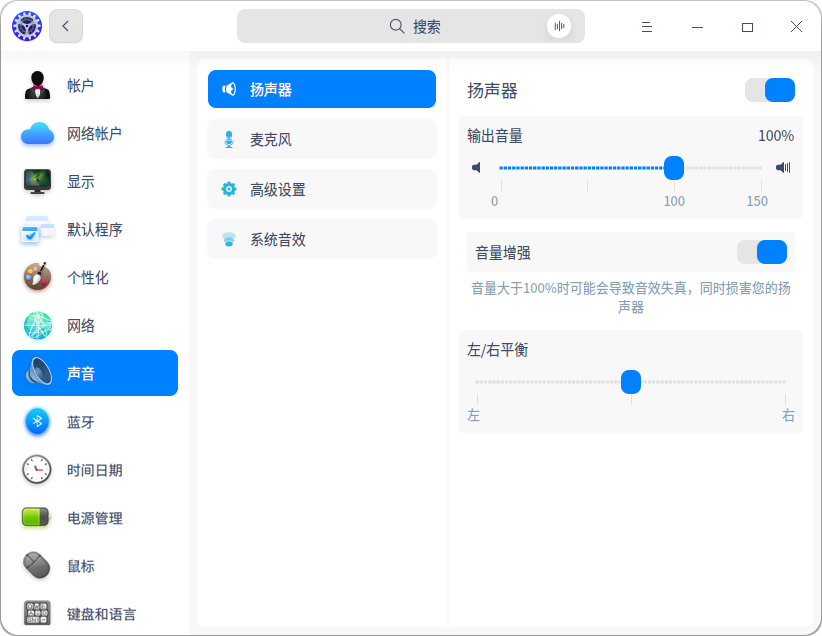 搜索
帐户
网络帐户
显示
默认程序
个性化
网络
声音
蓝牙
时间日期
电源管理
鼠标
键盘和语言
扬声器
麦克风
高级设置
系统音效
扬声器
输出音量 100%
0 100 150
音量增强
音量大于100%时可能会导致音效失真，同时损害您的扬
声器
左/右平衡
左 右